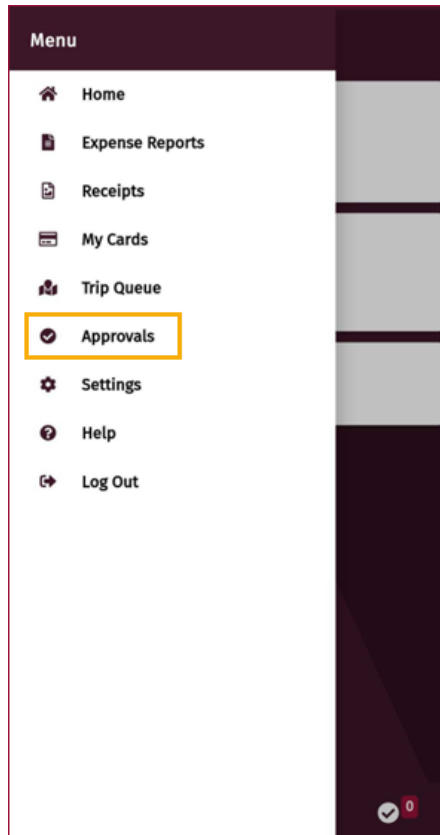 Menu
Home
Expense Reports
Receipts
My Cards
Trip Queue
Approvals
Settings
Help
Log Out
0